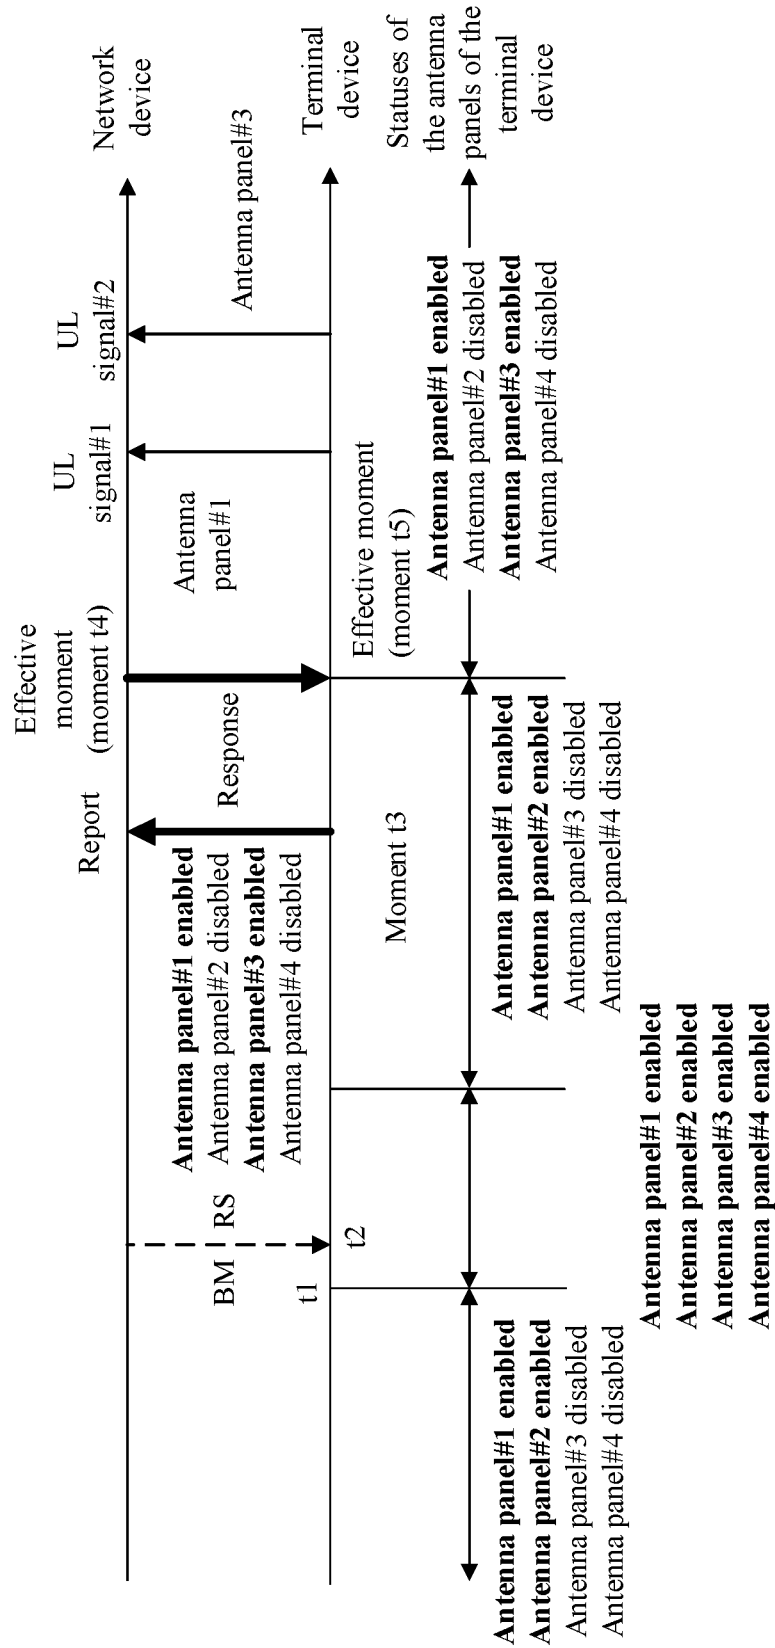 Effective
moment
(moment t4)
Report
UL
signal#1
UL
signal#2
Network
device
BM RS
Antenna panel#1 enabled
Antenna panel#2 disabled
Antenna panel#3 enabled
Antenna panel#4 disabled
Response
Antenna
panel#1
Antenna panel#3
t1
t2
Moment t3
Effective moment
(moment t5)
Terminal
device
Statuses of
the antenna
panels of the
terminal
device
Antenna panel#1 enabled
Antenna panel#2 enabled
Antenna panel#3 disabled
Antenna panel#4 disabled
Antenna panel#1 enabled
Antenna panel#2 enabled
Antenna panel#3 enabled
Antenna panel#4 enabled
Antenna panel#1 enabled
Antenna panel#2 enabled
Antenna panel#3 disabled
Antenna panel#4 disabled
Antenna panel#1 enabled
Antenna panel#2 disabled
Antenna panel#3 enabled
Antenna panel#4 disabled